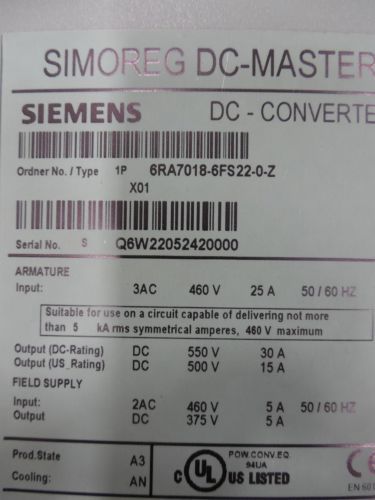 SIMOREG DC-MASTER
SIEMENS DC - CONVERTE
Ordner No. / Type 1P 6RA7018-6FS22-0-Z
X01
Serial No. S Q6W22052420000
ARMATURE
Input: 3AC 460 V 25 A 50 / 60 HZ
Suitable for use on a circuit capable of delivering not more
than 5 kA rms symmetrical amperes, 460 V maximum
Output (DC-Rating) DC 550 V 30 A
Output (US_Rating) DC 500 V 15 A
FIELD SUPPLY
Input: 2AC 460 V 5 A 50 / 60 HZ
Output DC 375 V 5 A
Prod.State A3
Cooling: AN
C UL US LISTED
POW.CONV.EQ.
94UA
CE
EN 601